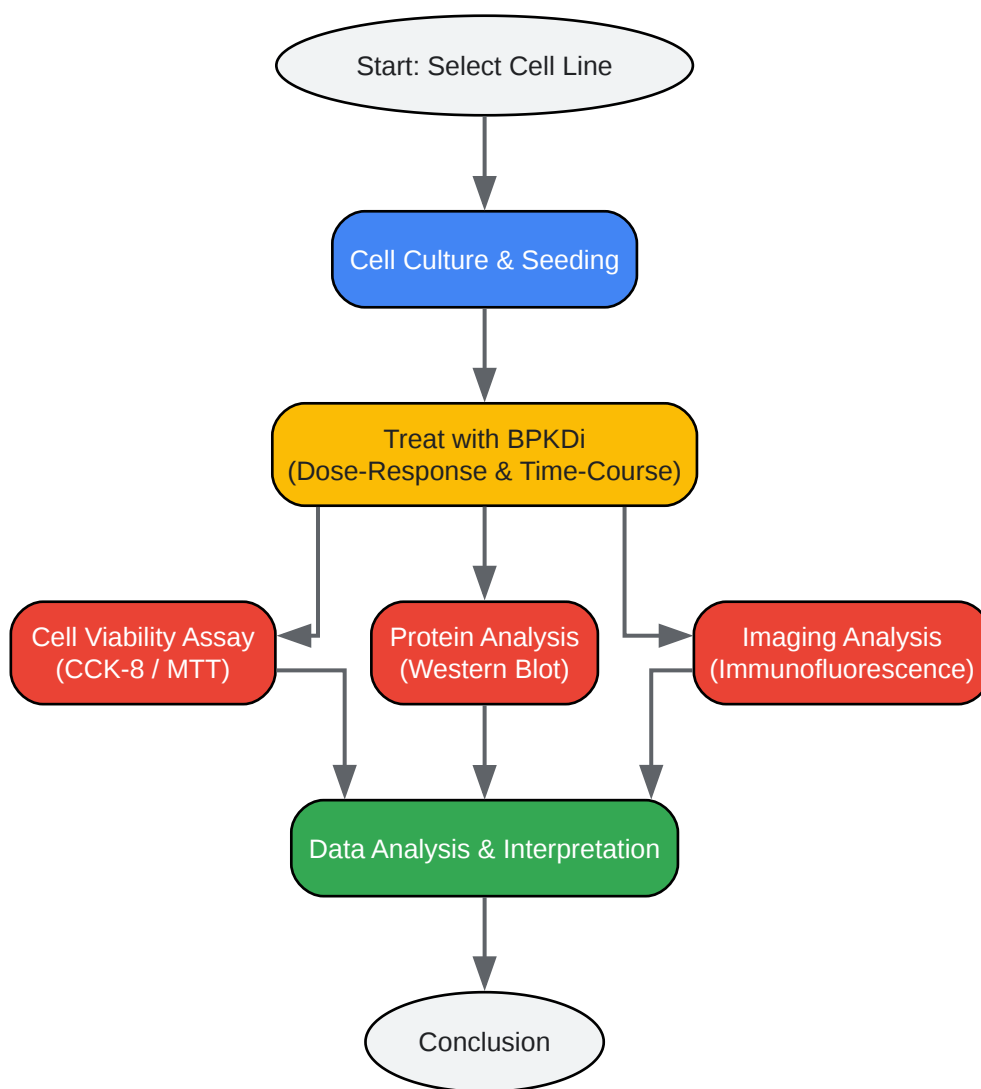 Start: Select Cell Line
Cell Culture & Seeding
Treat with BPKDi
(Dose-Response & Time-Course)
Cell Viability Assay
(CCK-8 / MTT)
Protein Analysis
(Western Blot)
Imaging Analysis
(Immunofluorescence)
Data Analysis & Interpretation
Conclusion